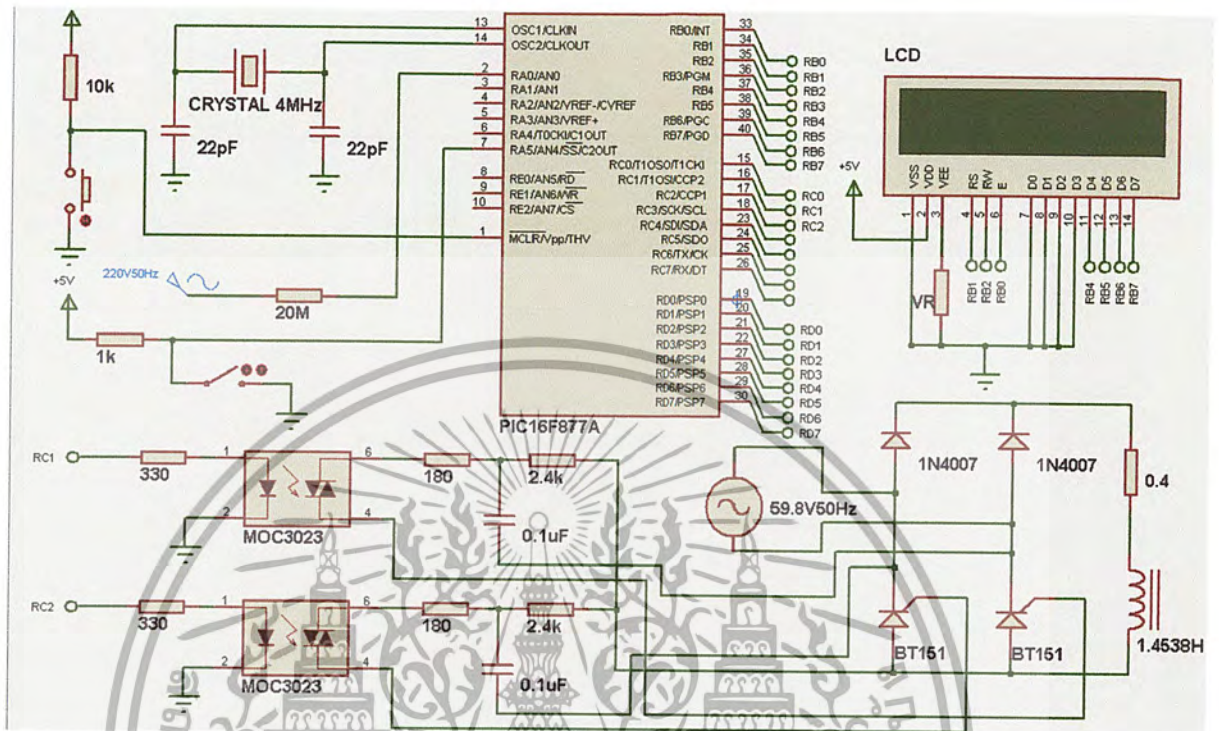 10k
CRYSTAL 4MHz
22pF
22pF
220V50Hz
20M
+5V
1k
13 OSC1/CLKIN
14 OSC2/CLKOUT
2 RA0/AN0
3 RA1/AN1
4 RA2/AN2/VREF-/CVREF
5 RA3/AN3/VREF+
6 RA4/T0CKI/C1OUT
7 RA5/AN4/SS/C2OUT
8 RE0/AN5/RD
9 RE1/AN6/WR
10 RE2/AN7/CS
1 MCLR/Vpp/THV
RB0/INT 33
RB1 34
RB2 35
RB3/PGM 36
RB4 37
RB5 38
RB6/PGC 39
RB7/PGD 40
RC0/T1OSO/T1CKI 15
RC1/T1OSI/CCP2 16
RC2/CCP1 17
RC3/SCK/SCL 18
RC4/SDI/SDA 23
RC5/SDO 24
RC6/TX/CK 25
RC7/RX/DT 26
RD0/PSP0 19
RD1/PSP1 20
RD2/PSP2 21
RD3/PSP3 22
RD4/PSP4 27
RD5/PSP5 28
RD6/PSP6 29
RD7/PSP7 30
PIC16F877A
RB0
RB1
RB2
RB3
RB4
RB5
RB6
RB7
RC0
RC1
RC2
RD0
RD1
RD2
RD3
RD4
RD5
RD6
RD7
LCD
+5V
VSS VDD VEE RS RW E D0 D1 D2 D3 D4 D5 D6 D7
1 2 3 4 5 6 7 8 9 10 11 12 13 14
VR
RB1 RB2 RB0 RB4 RB5 RB6 RB7
RC1
330
1 6
2 4
MOC3023
180
2.4k
0.1uF
RC2
330
1 6
2 4
MOC3023
180
2.4k
0.1uF
59.8V50Hz
1N4007
1N4007
0.4
BT151
BT151
1.4538H